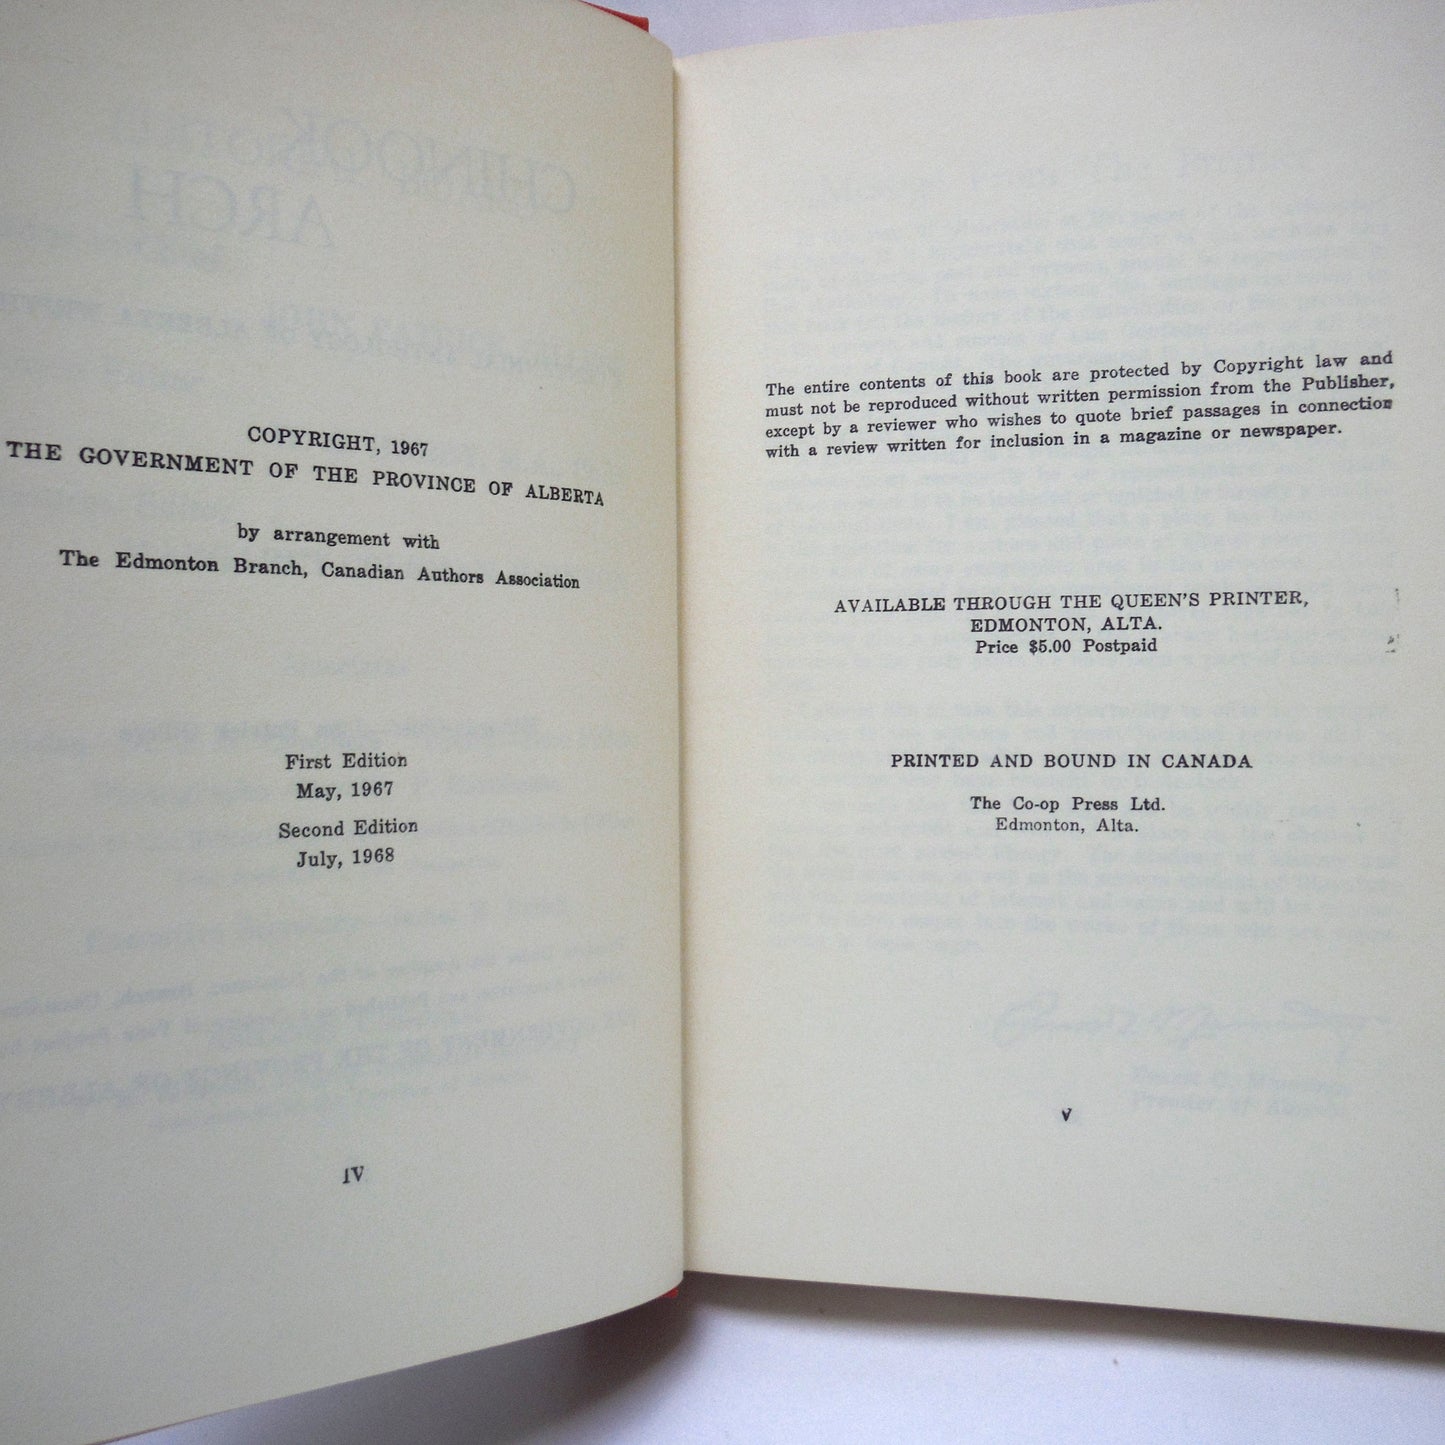 COPYRIGHT, 1967
THE GOVERNMENT OF THE PROVINCE OF ALBERTA
by arrangement with
The Edmonton Branch, Canadian Authors Association
First Edition
May, 1967
Second Edition
July, 1968
IV
The entire contents of this book are protected by Copyright law and
must not be reproduced without written permission from the Publisher,
except by a reviewer who wishes to quote brief passages in connection
with a review written for inclusion in a magazine or newspaper.
AVAILABLE THROUGH THE QUEEN'S PRINTER,
EDMONTON, ALTA.
Price $5.00 Postpaid
PRINTED AND BOUND IN CANADA
The Co-op Press Ltd.
Edmonton, Alta.
V